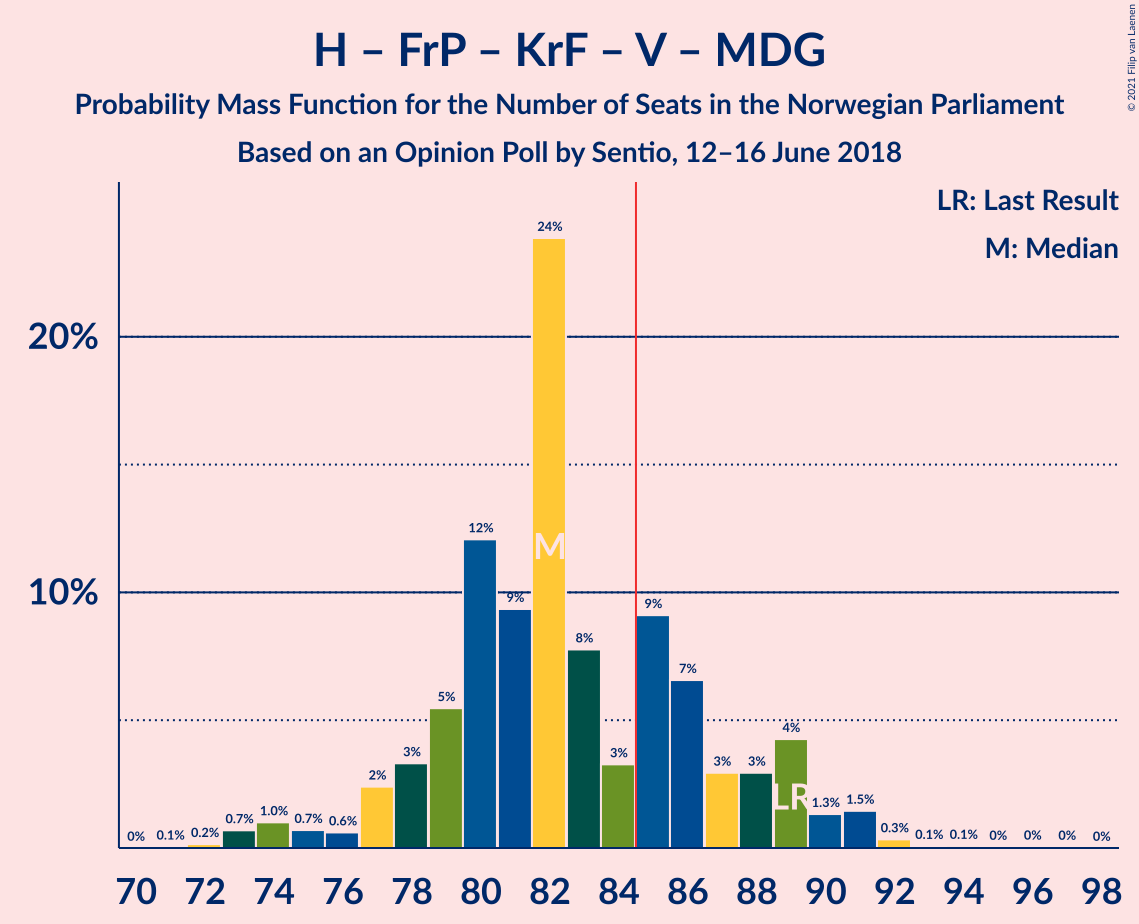 H – FrP – KrF – V – MDG
Probability Mass Function for the Number of Seats in the Norwegian Parliament
Based on an Opinion Poll by Sentio, 12–16 June 2018
© 2021 Filip van Laenen
LR: Last Result
M: Median
20%
10%
0% 0.1% 0.2% 0.7% 1.0% 0.7% 0.6% 2% 3% 5% 12% 9% 24% 8% 3% 9% 7% 3% 3% 4% 1.3% 1.5% 0.3% 0.1% 0.1% 0% 0% 0% 0%
M
LR
70 72 74 76 78 80 82 84 86 88 90 92 94 96 98